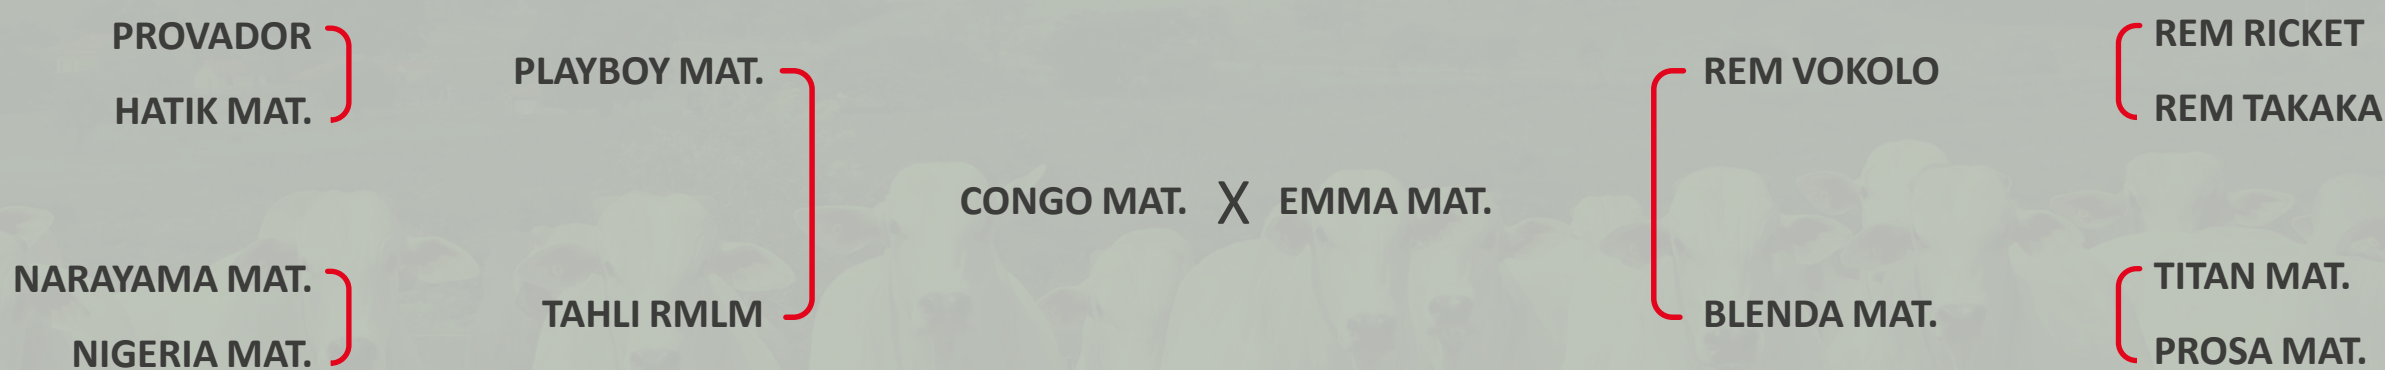 PROVADOR
HATIK MAT.
NARAYAMA MAT.
NIGERIA MAT.
PLAYBOY MAT.
TAHLI RMLM
CONGO MAT. X EMMA MAT.
REM VOKOLO
BLENDA MAT.
REM RICKET
REM TAKAKA
TITAN MAT.
PROSA MAT.